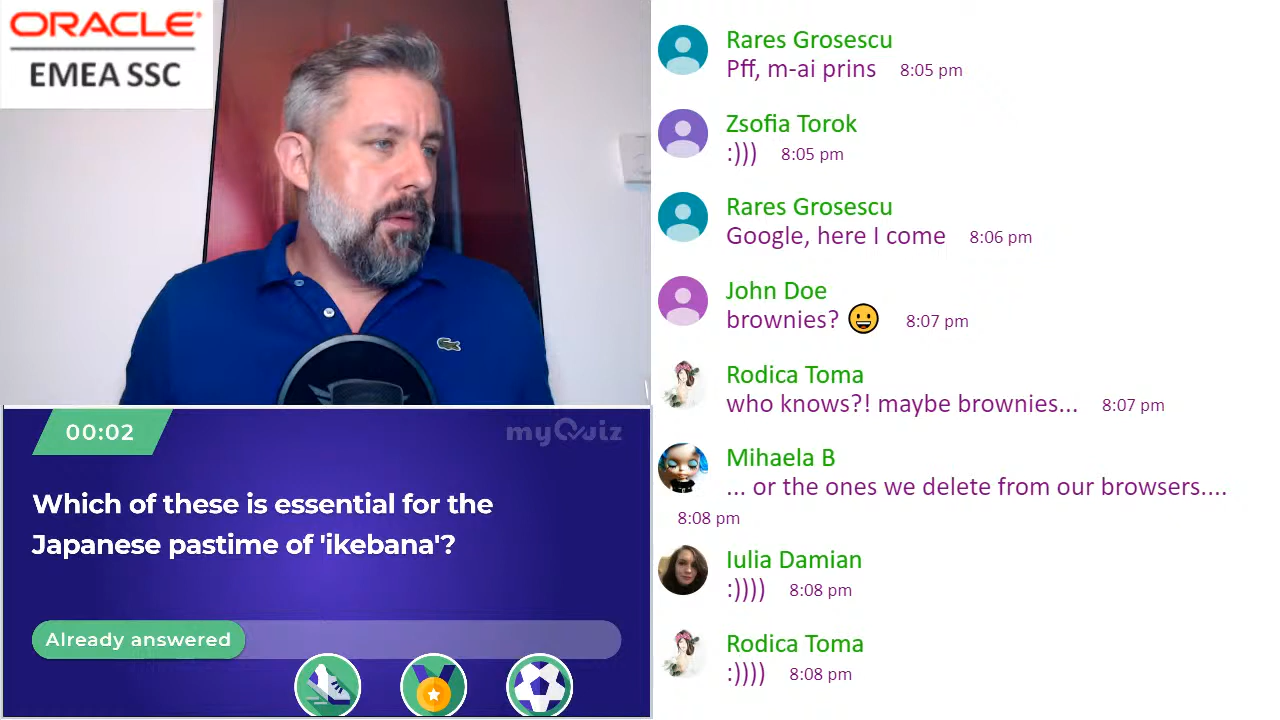 ORACLE
EMEA SSC
00:02
myQuiz
Which of these is essential for the
Japanese pastime of 'ikebana'?
Already answered
Rares Grosescu
Pff, m-ai prins 8:05 pm
Zsofia Torok
:))) 8:05 pm
Rares Grosescu
Google, here I come 8:06 pm
John Doe
brownies? 😀 8:07 pm
Rodica Toma
who knows?! maybe brownies... 8:07 pm
Mihaela B
... or the ones we delete from our browsers....
8:08 pm
Iulia Damian
:)))) 8:08 pm
Rodica Toma
:)))) 8:08 pm